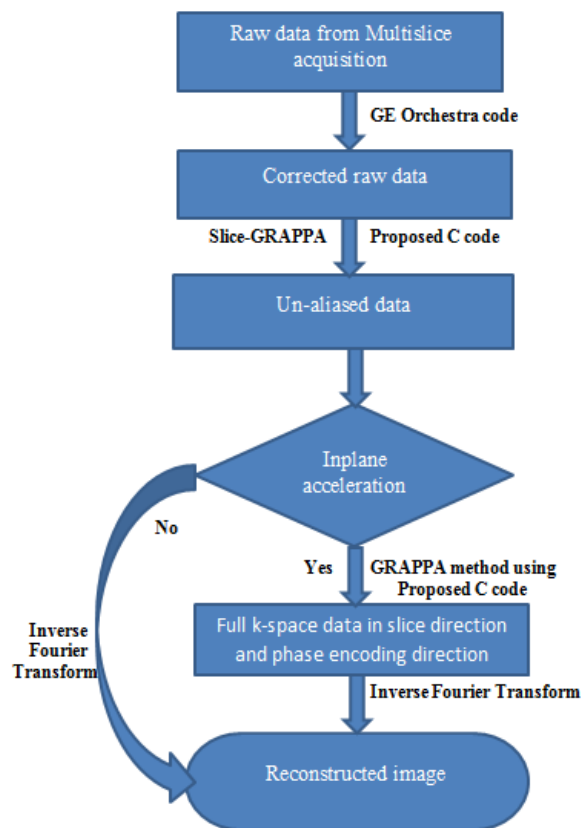 Raw data from Multislice
acquisition
GE Orchestra code
Corrected raw data
Slice-GRAPPA
Proposed C code
Un-aliased data
Inplane
acceleration
No
Yes
GRAPPA method using
Proposed C code
Inverse
Fourier
Transform
Full k-space data in slice direction
and phase encoding direction
Inverse Fourier Transform
Reconstructed image